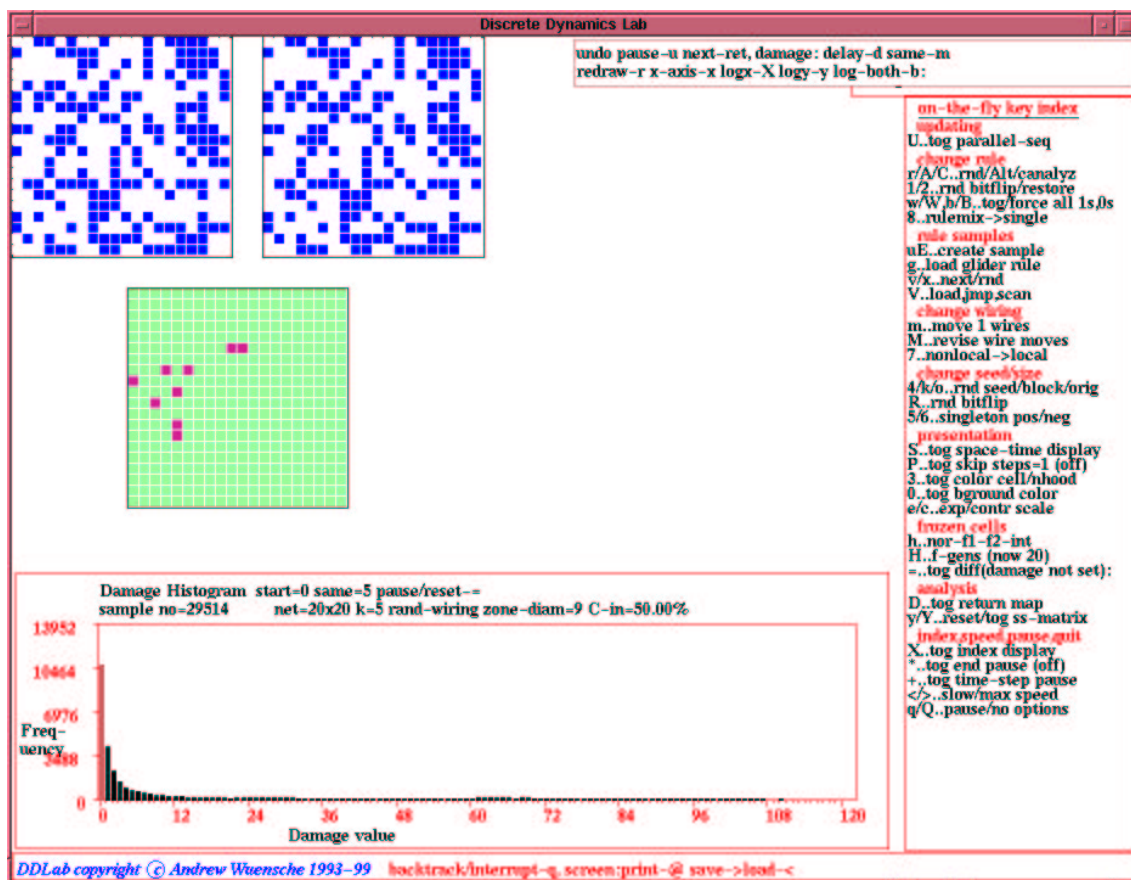 Discrete Dynamics Lab
undo pause-u next-ret, damage: delay-d same-m
redraw-r x-axis-x logx-X logy-y log-both-b:
on-the-fly key index
updating
U..tog parallel-seq
change rule
r/A/C..rnd/Alt/canalyz
1/2..rnd bitflip/restore
w/W,b/B..tog/force all 1s,0s
8..rulemix->single
rule samples
uE..create sample
g..load glider rule
v/x..next/rnd
V..load,jmp,scan
change wiring
m..move 1 wires
M..revise wire moves
7..nonlocal->local
change seed/size
4/k/o..rnd seed/block/orig
R..rnd bitflip
5/6..singleton pos/neg
presentation
S..tog space-time display
P..tog skip steps=1 (off)
3..tog color cell/nhood
0..tog bground color
e/c..exp/contr scale
frozen cells
h..nor-f1-f2-int
H..f-gens (now 20)
=..tog diff(damage not set):
analysis
D..tog return map
y/Y..reset/tog ss-matrix
index,speed,pause,quit
X..tog index display
*..tog end pause (off)
+..tog time-step pause
</>..slow/max speed
q/Q..pause/no options
Damage Histogram start=0 same=5 pause/reset-=
sample no=29514 net=20x20 k=5 rand-wiring zone-diam=9 C-in=50.00%
13952
10464
6976
Freq-
uency
3488
0
0 12 24 36 48 60 72 84 96 108 120
Damage value
DDLab copyright © Andrew Wuensche 1993-99 backtrack/interrupt-q, screen:print-@ save->load-<